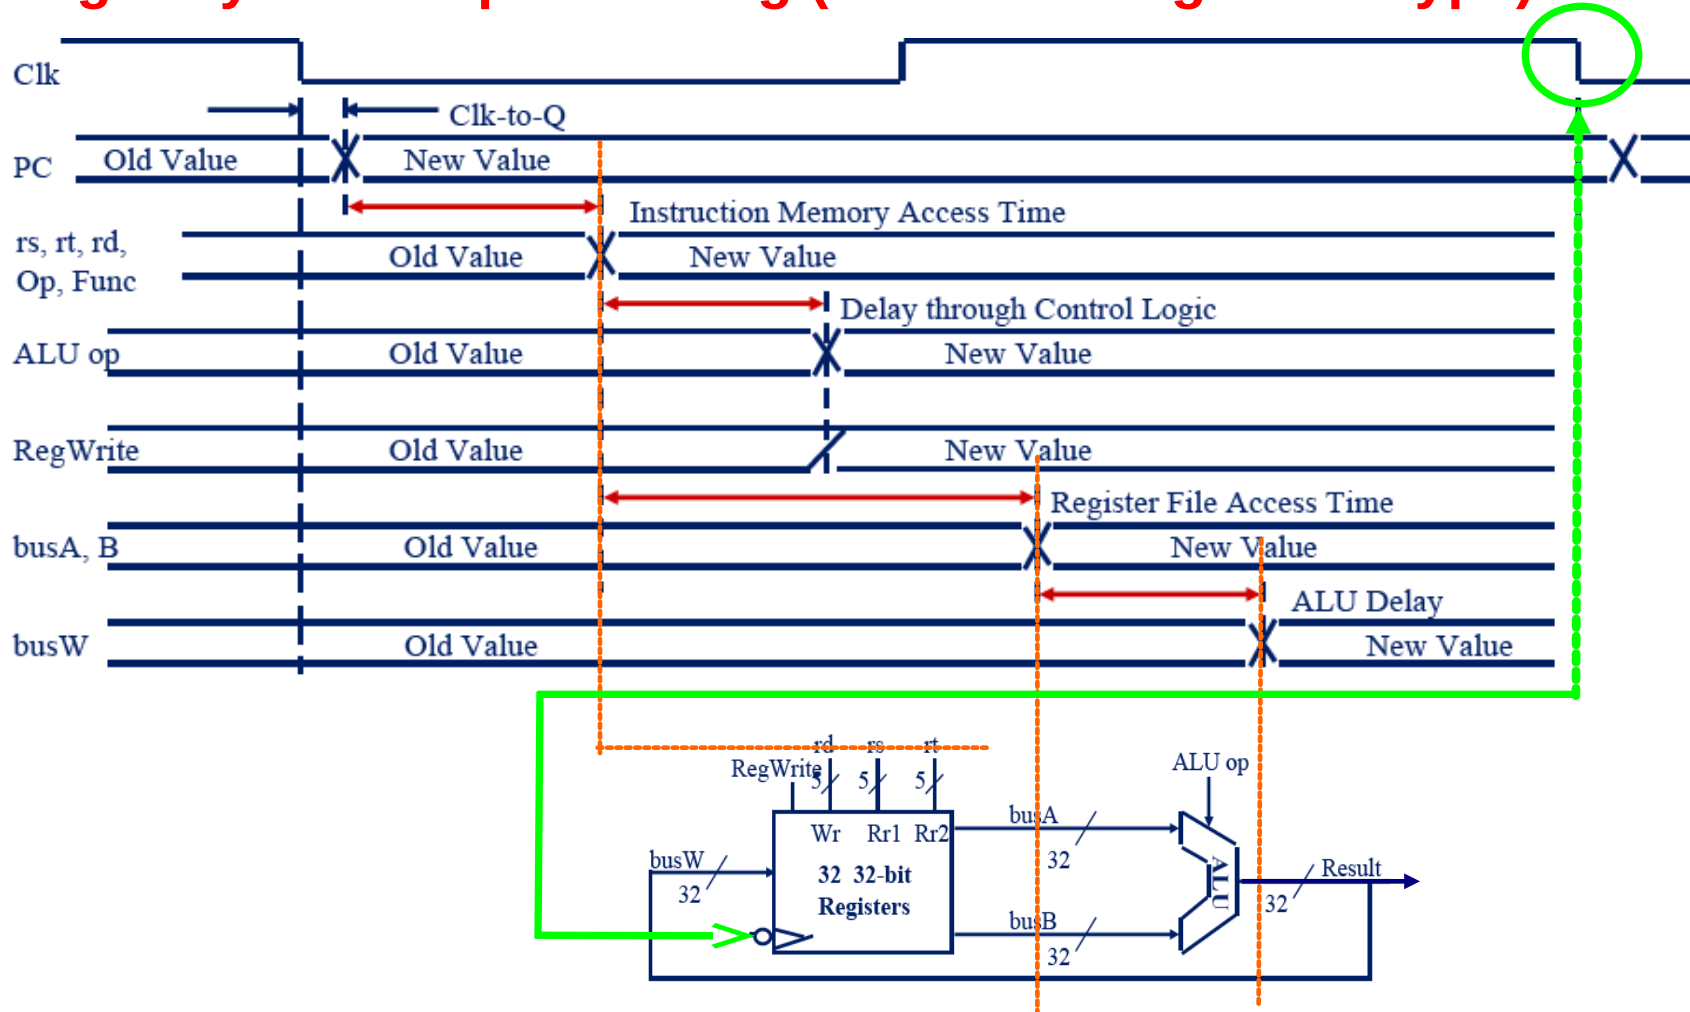 Clk
Clk-to-Q
PC Old Value New Value
Instruction Memory Access Time
rs, rt, rd,
Op, Func
Old Value New Value
Delay through Control Logic
ALU op Old Value New Value
RegWrite Old Value New Value
Register File Access Time
busA, B Old Value New Value
ALU Delay
busW Old Value New Value
rd rs rt
RegWrite 5 5 5 ALU op
Wr Rr1 Rr2
busA
32
busW
32
32 32-bit
Registers
ALU
Result
32
busB
32